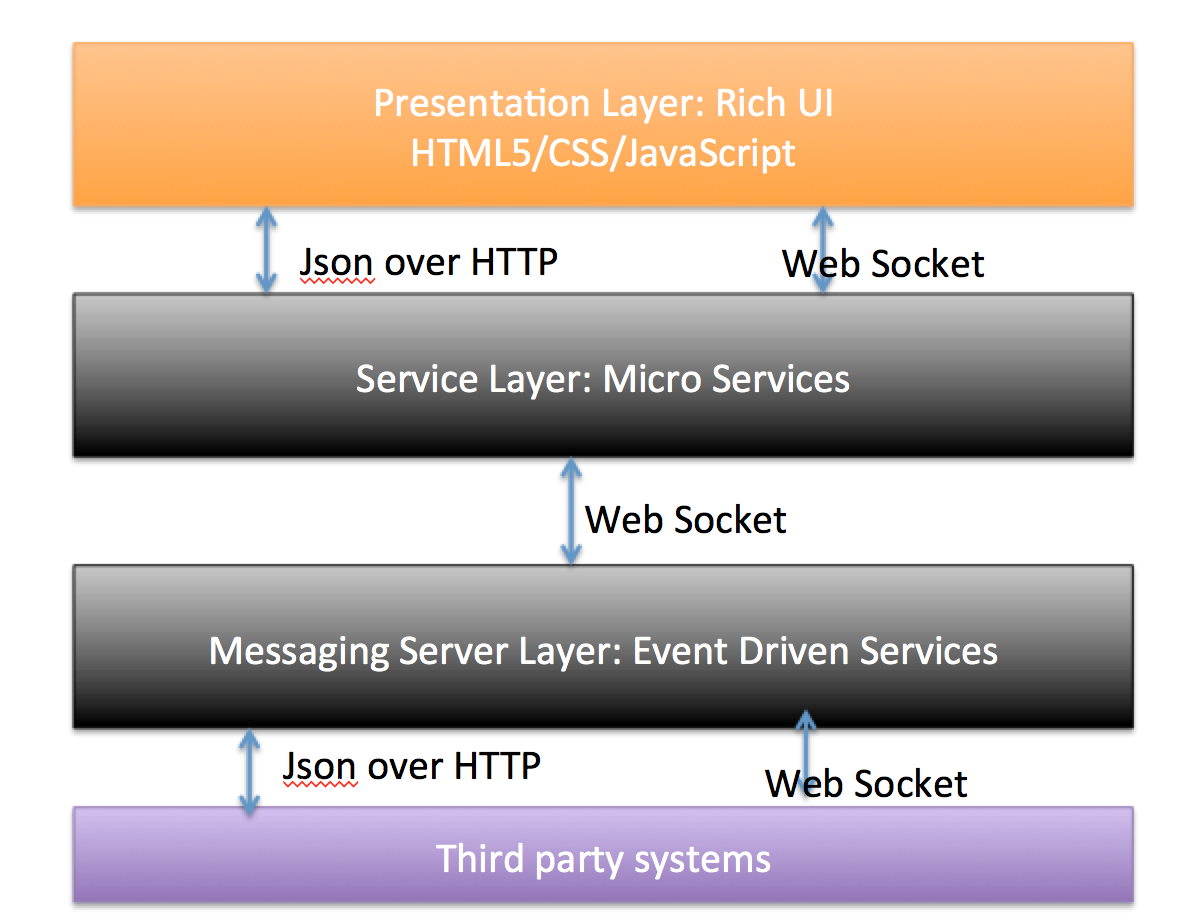 Presentation Layer: Rich UI
HTML5/CSS/JavaScript
Json over HTTP
Web Socket
Service Layer: Micro Services
Web Socket
Messaging Server Layer: Event Driven Services
Json over HTTP
Web Socket
Third party systems